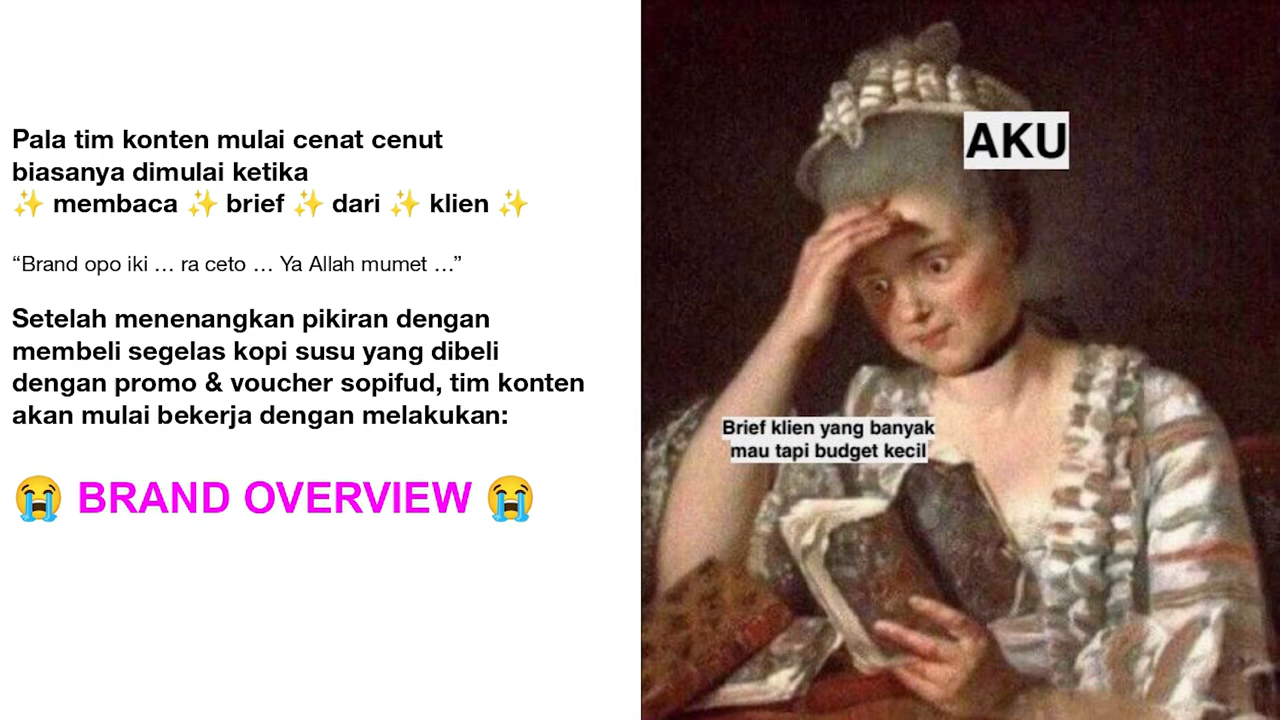 Pala tim konten mulai cenat cenut
biasanya dimulai ketika
✨ membaca ✨ brief ✨ dari ✨ klien ✨
“Brand opo iki … ra ceto … Ya Allah mumet …”
Setelah menenangkan pikiran dengan
membeli segelas kopi susu yang dibeli
dengan promo & voucher sopifud, tim konten
akan mulai bekerja dengan melakukan:
😭 BRAND OVERVIEW 😭
AKU
Brief klien yang banyak
mau tapi budget kecil